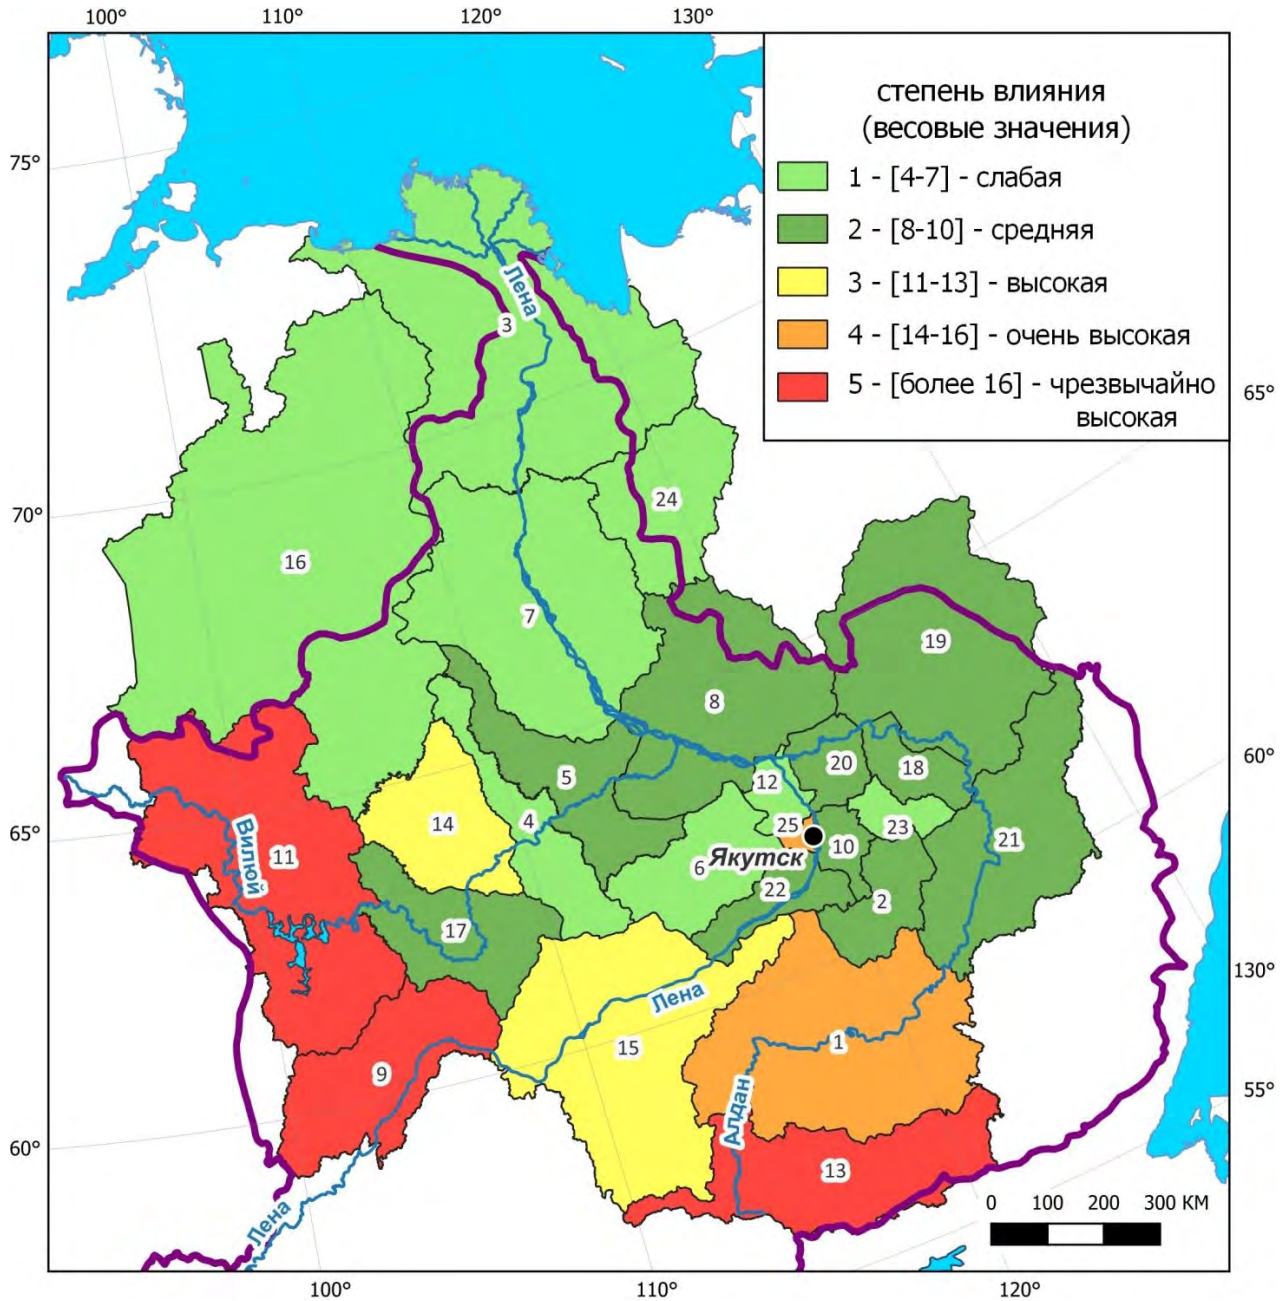 100° 110° 120° 130°
степень влияния
(весовые значения)
1 - [4-7] - слабая
2 - [8-10] - средняя
3 - [11-13] - высокая
4 - [14-16] - очень высокая
5 - [более 16] - чрезвычайно
высокая
75°
Лена
3
65°
24
70°
16
7
19
8
60°
20
18
5
12
14
4
25
23
65°
Вилюй
11
10
21
Якутск
6
22
2
17
130°
Лена
15
1
9
55°
Алдан
60°
13
Лена
0 100 200 300 КМ
100° 110° 120°